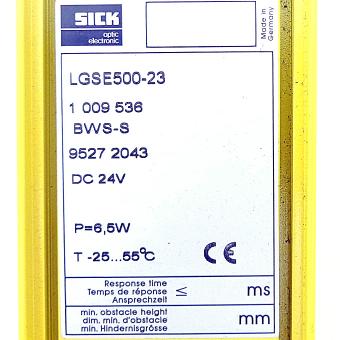 SICK
optic
electronic
Made in
Germany
LGSE500-23
1 009 536
BWS-S
9527 2043
DC 24V
P=6,5W
T -25...55°C
CE
Response time
Temps de réponse
Ansprechzeit
≤ ms
min. obstacle height
dim. min. d'obstacle
min. Hindernisgrösse
mm